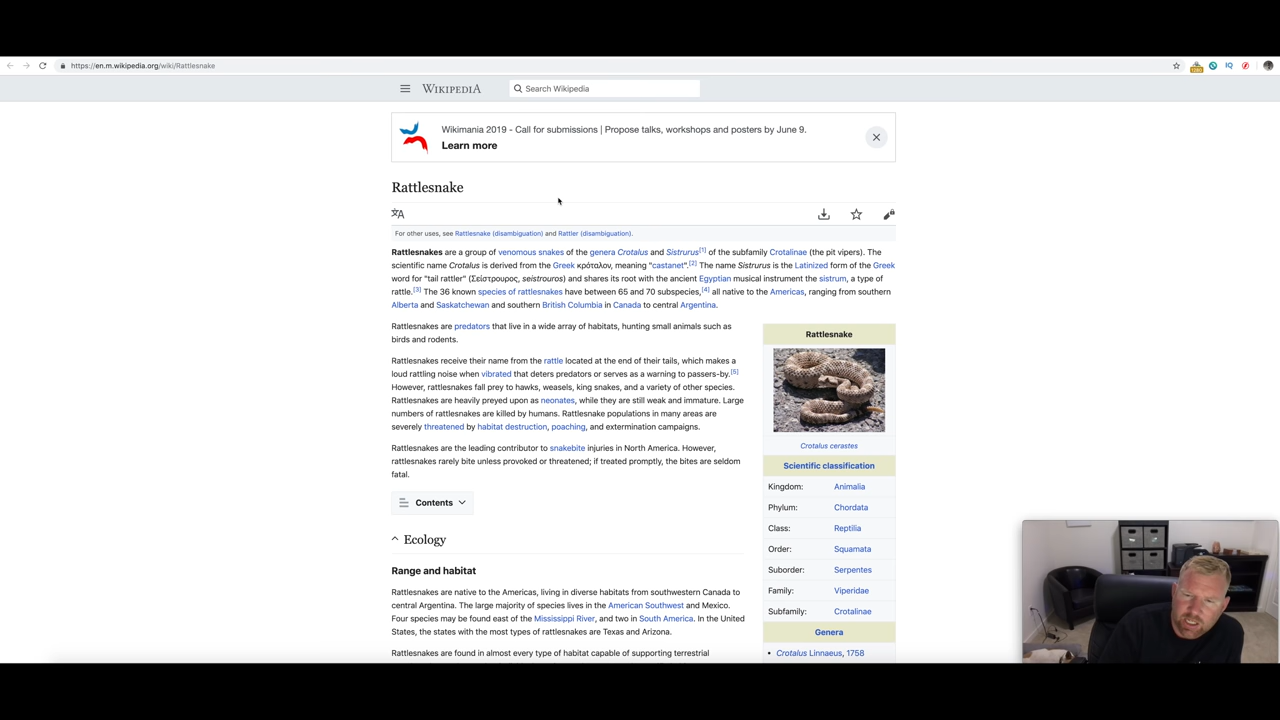 https://en.m.wikipedia.org/wiki/Rattlesnake
IQ
WIKIPEDIA
Search Wikipedia
Wikimania 2019 - Call for submissions | Propose talks, workshops and posters by June 9.
Learn more
Rattlesnake
For other uses, see Rattlesnake (disambiguation) and Rattler (disambiguation).
Rattlesnakes are a group of venomous snakes of the genera Crotalus and Sistrurus[1] of the subfamily Crotalinae (the pit vipers). The
scientific name Crotalus is derived from the Greek κρόταλον, meaning "castanet".[2] The name Sistrurus is the Latinized form of the Greek
word for "tail rattler" (Σείστρουρος, seistrouros) and shares its root with the ancient Egyptian musical instrument the sistrum, a type of
rattle.[3] The 36 known species of rattlesnakes have between 65 and 70 subspecies,[4] all native to the Americas, ranging from southern
Alberta and Saskatchewan and southern British Columbia in Canada to central Argentina.
Rattlesnakes are predators that live in a wide array of habitats, hunting small animals such as
birds and rodents.
Rattlesnakes receive their name from the rattle located at the end of their tails, which makes a
loud rattling noise when vibrated that deters predators or serves as a warning to passers-by.[5]
However, rattlesnakes fall prey to hawks, weasels, king snakes, and a variety of other species.
Rattlesnakes are heavily preyed upon as neonates, while they are still weak and immature. Large
numbers of rattlesnakes are killed by humans. Rattlesnake populations in many areas are
severely threatened by habitat destruction, poaching, and extermination campaigns.
Rattlesnakes are the leading contributor to snakebite injuries in North America. However,
rattlesnakes rarely bite unless provoked or threatened; if treated promptly, the bites are seldom
fatal.
Contents
Ecology
Range and habitat
Rattlesnakes are native to the Americas, living in diverse habitats from southwestern Canada to
central Argentina. The large majority of species lives in the American Southwest and Mexico.
Four species may be found east of the Mississippi River, and two in South America. In the United
States, the states with the most types of rattlesnakes are Texas and Arizona.
Rattlesnakes are found in almost every type of habitat capable of supporting terrestrial
Rattlesnake
Crotalus cerastes
Scientific classification
Kingdom: Animalia
Phylum: Chordata
Class: Reptilia
Order: Squamata
Suborder: Serpentes
Family: Viperidae
Subfamily: Crotalinae
Genera
• Crotalus Linnaeus, 1758